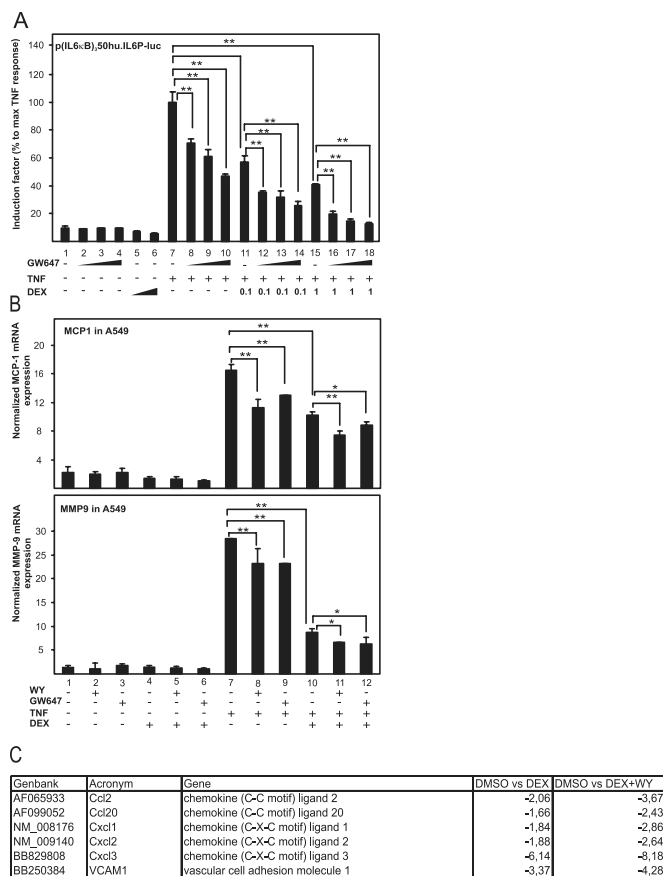 A
p(IL6κB)₃50hu.IL6P-luc
Induction factor (% to max TNF response)
140
120
100
80
60
40
20
**
**
**
**
**
**
**
**
**
**
**
1 2 3 4 5 6 7 8 9 10 11 12 13 14 15 16 17 18
GW647 - - - - - -
TNF - - - - - - + + + + + + + + + + + +
DEX - - - - - - - - 0.1 0.1 0.1 0.1 1 1 1 1
B
MCP1 in A549
Normalized MCP-1 mRNA expression
20
16
12
8
4
**
**
**
*
**
MMP9 in A549
Normalized MMP-9 mRNA expression
30
25
20
15
10
5
**
**
**
*
*
1 2 3 4 5 6 7 8 9 10 11 12
WY - + - - + - - + - - + -
GW647 - - + - - + - - + - - +
TNF - - - - - - + + + + + +
DEX - - - + + + - - - + + +
C
Genbank Acronym Gene DMSO vs DEX DMSO vs DEX+WY
AF065933 Ccl2 chemokine (C-C motif) ligand 2 -2,06 -3,67
AF099052 Ccl20 chemokine (C-C motif) ligand 20 -1,66 -2,43
NM_008176 Cxcl1 chemokine (C-X-C motif) ligand 1 -1,84 -2,86
NM_009140 Cxcl2 chemokine (C-X-C motif) ligand 2 -1,88 -2,64
BB829808 Cxcl3 chemokine (C-X-C motif) ligand 3 -6,14 -8,18
BB250384 VCAM1 vascular cell adhesion molecule 1 -3,37 -4,28